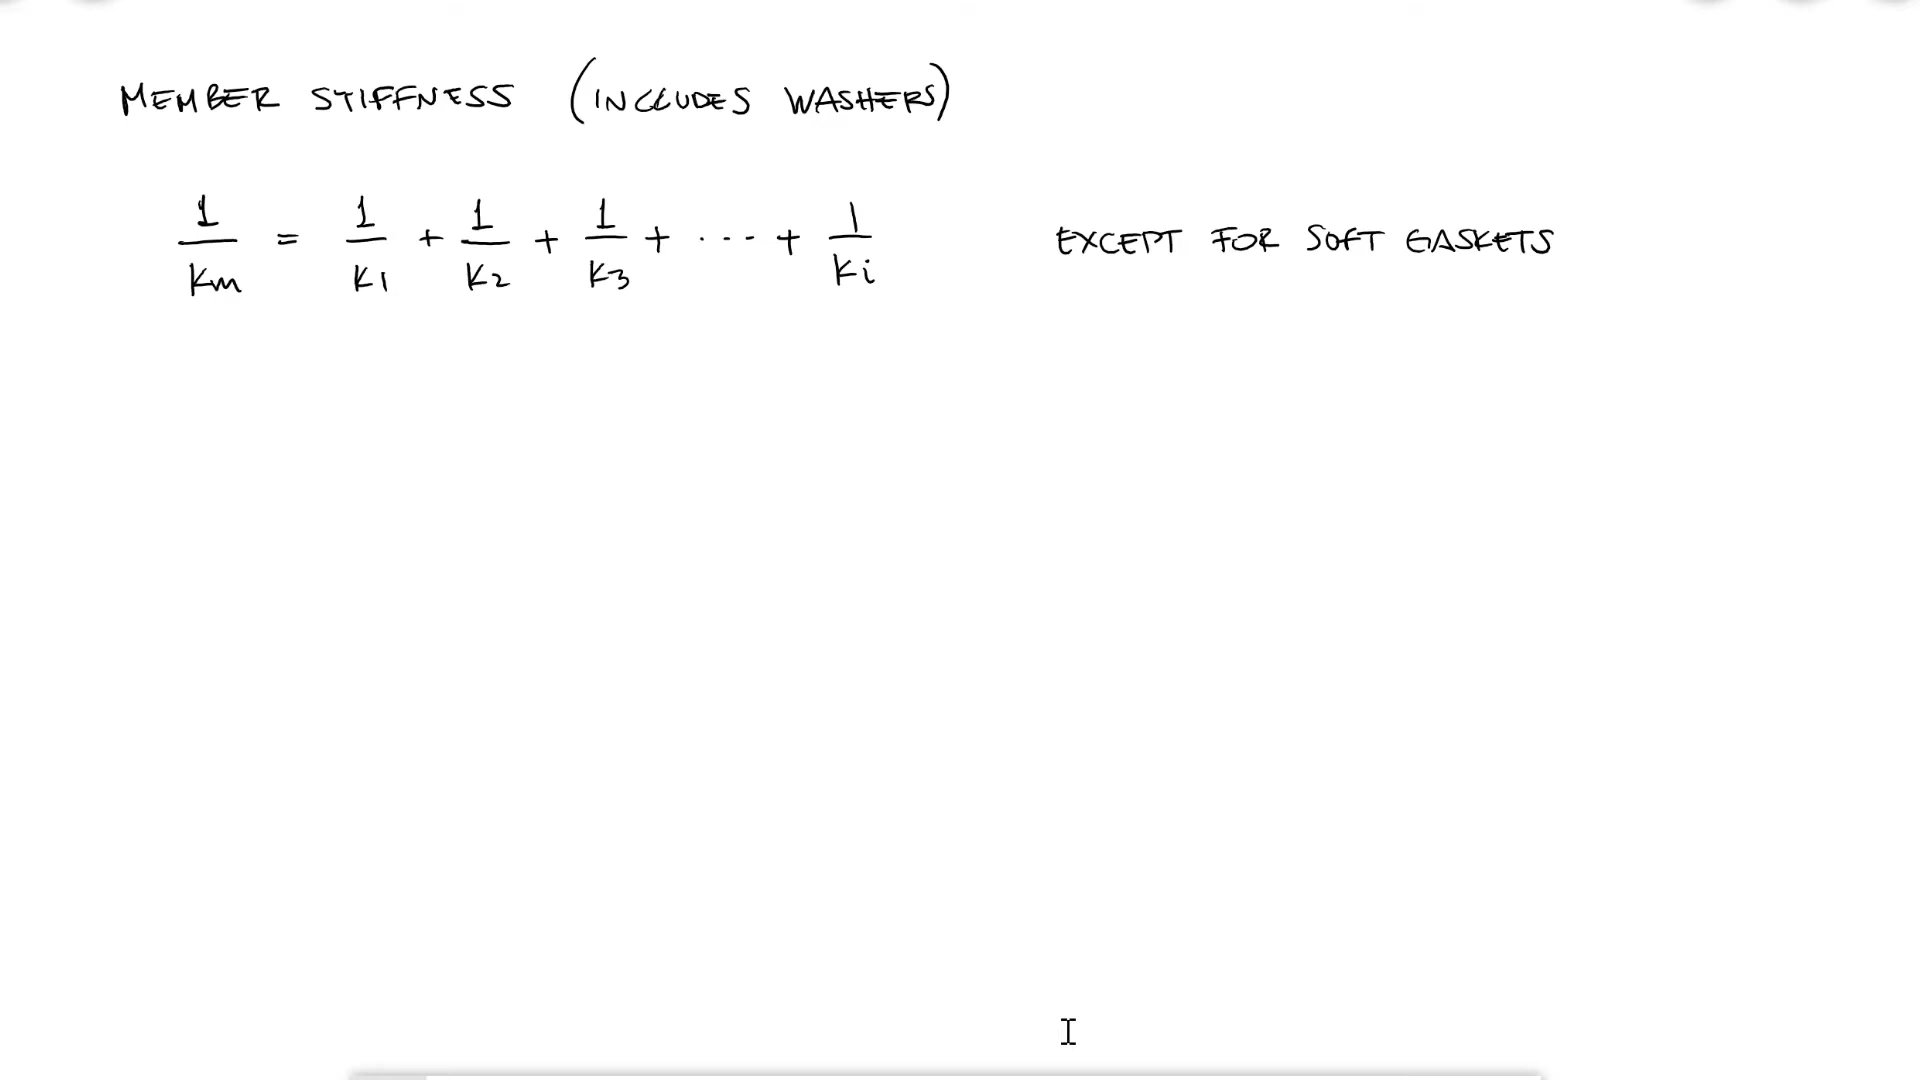 MEMBER STIFFNESS (INCLUDES WASHERS)
1/Km = 1/K1 + 1/K2 + 1/K3 + ... + 1/Ki EXCEPT FOR SOFT GASKETS